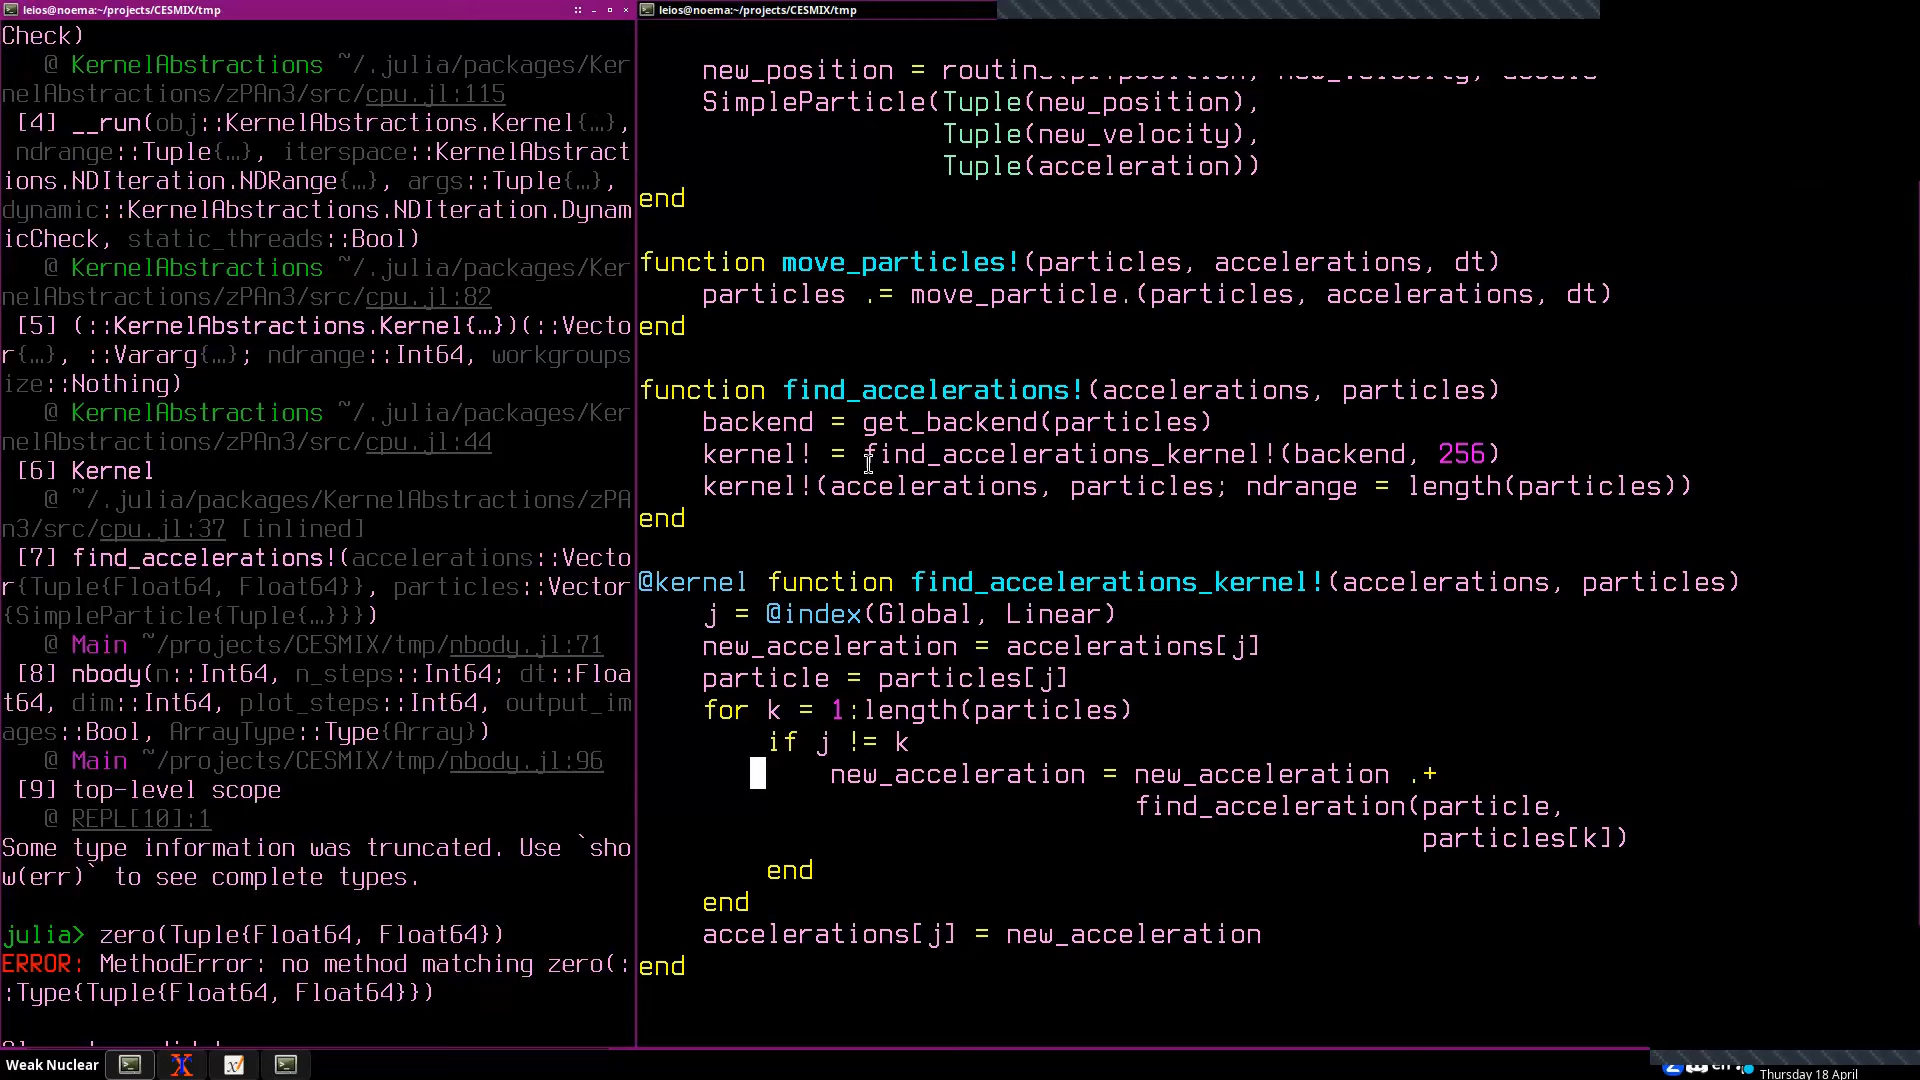 leios@noema:~/projects/CESMIX/tmp
Check)
@ KernelAbstractions ~/.julia/packages/Ker
nelAbstractions/zPAn3/src/cpu.jl:115
[4] __run(obj::KernelAbstractions.Kernel{…},
ndrange::Tuple{…}, iterspace::KernelAbstract
ions.NDIteration.NDRange{…}, args::Tuple{…},
dynamic::KernelAbstractions.NDIteration.Dynam
icCheck, static_threads::Bool)
@ KernelAbstractions ~/.julia/packages/Ker
nelAbstractions/zPAn3/src/cpu.jl:82
[5] (::KernelAbstractions.Kernel{…})(::Vecto
r{…}, ::Vararg{…}; ndrange::Int64, workgroups
ize::Nothing)
@ KernelAbstractions ~/.julia/packages/Ker
nelAbstractions/zPAn3/src/cpu.jl:44
[6] Kernel
@ ~/.julia/packages/KernelAbstractions/zPA
n3/src/cpu.jl:37 [inlined]
[7] find_accelerations!(accelerations::Vecto
r{Tuple{Float64, Float64}}, particles::Vector
{SimpleParticle{Tuple{…}}})
@ Main ~/projects/CESMIX/tmp/nbody.jl:71
[8] nbody(n::Int64, n_steps::Int64; dt::Floa
t64, dim::Int64, plot_steps::Int64, output_im
ages::Bool, ArrayType::Type{Array})
@ Main ~/projects/CESMIX/tmp/nbody.jl:96
[9] top-level scope
@ REPL[10]:1
Some type information was truncated. Use `sho
w(err)` to see complete types.
julia> zero(Tuple{Float64, Float64})
ERROR: MethodError: no method matching zero(:
:Type{Tuple{Float64, Float64}})
leios@noema:~/projects/CESMIX/tmp
new_position = routin
SimpleParticle(Tuple(new_position),
Tuple(new_velocity),
Tuple(acceleration))
end
function move_particles!(particles, accelerations, dt)
particles .= move_particle.(particles, accelerations, dt)
end
function find_accelerations!(accelerations, particles)
backend = get_backend(particles)
kernel! = find_accelerations_kernel!(backend, 256)
kernel!(accelerations, particles; ndrange = length(particles))
end
@kernel function find_accelerations_kernel!(accelerations, particles)
j = @index(Global, Linear)
new_acceleration = accelerations[j]
particle = particles[j]
for k = 1:length(particles)
if j != k
new_acceleration = new_acceleration .+
find_acceleration(particle,
particles[k])
end
end
accelerations[j] = new_acceleration
end
Weak Nuclear
Thursday 18 April